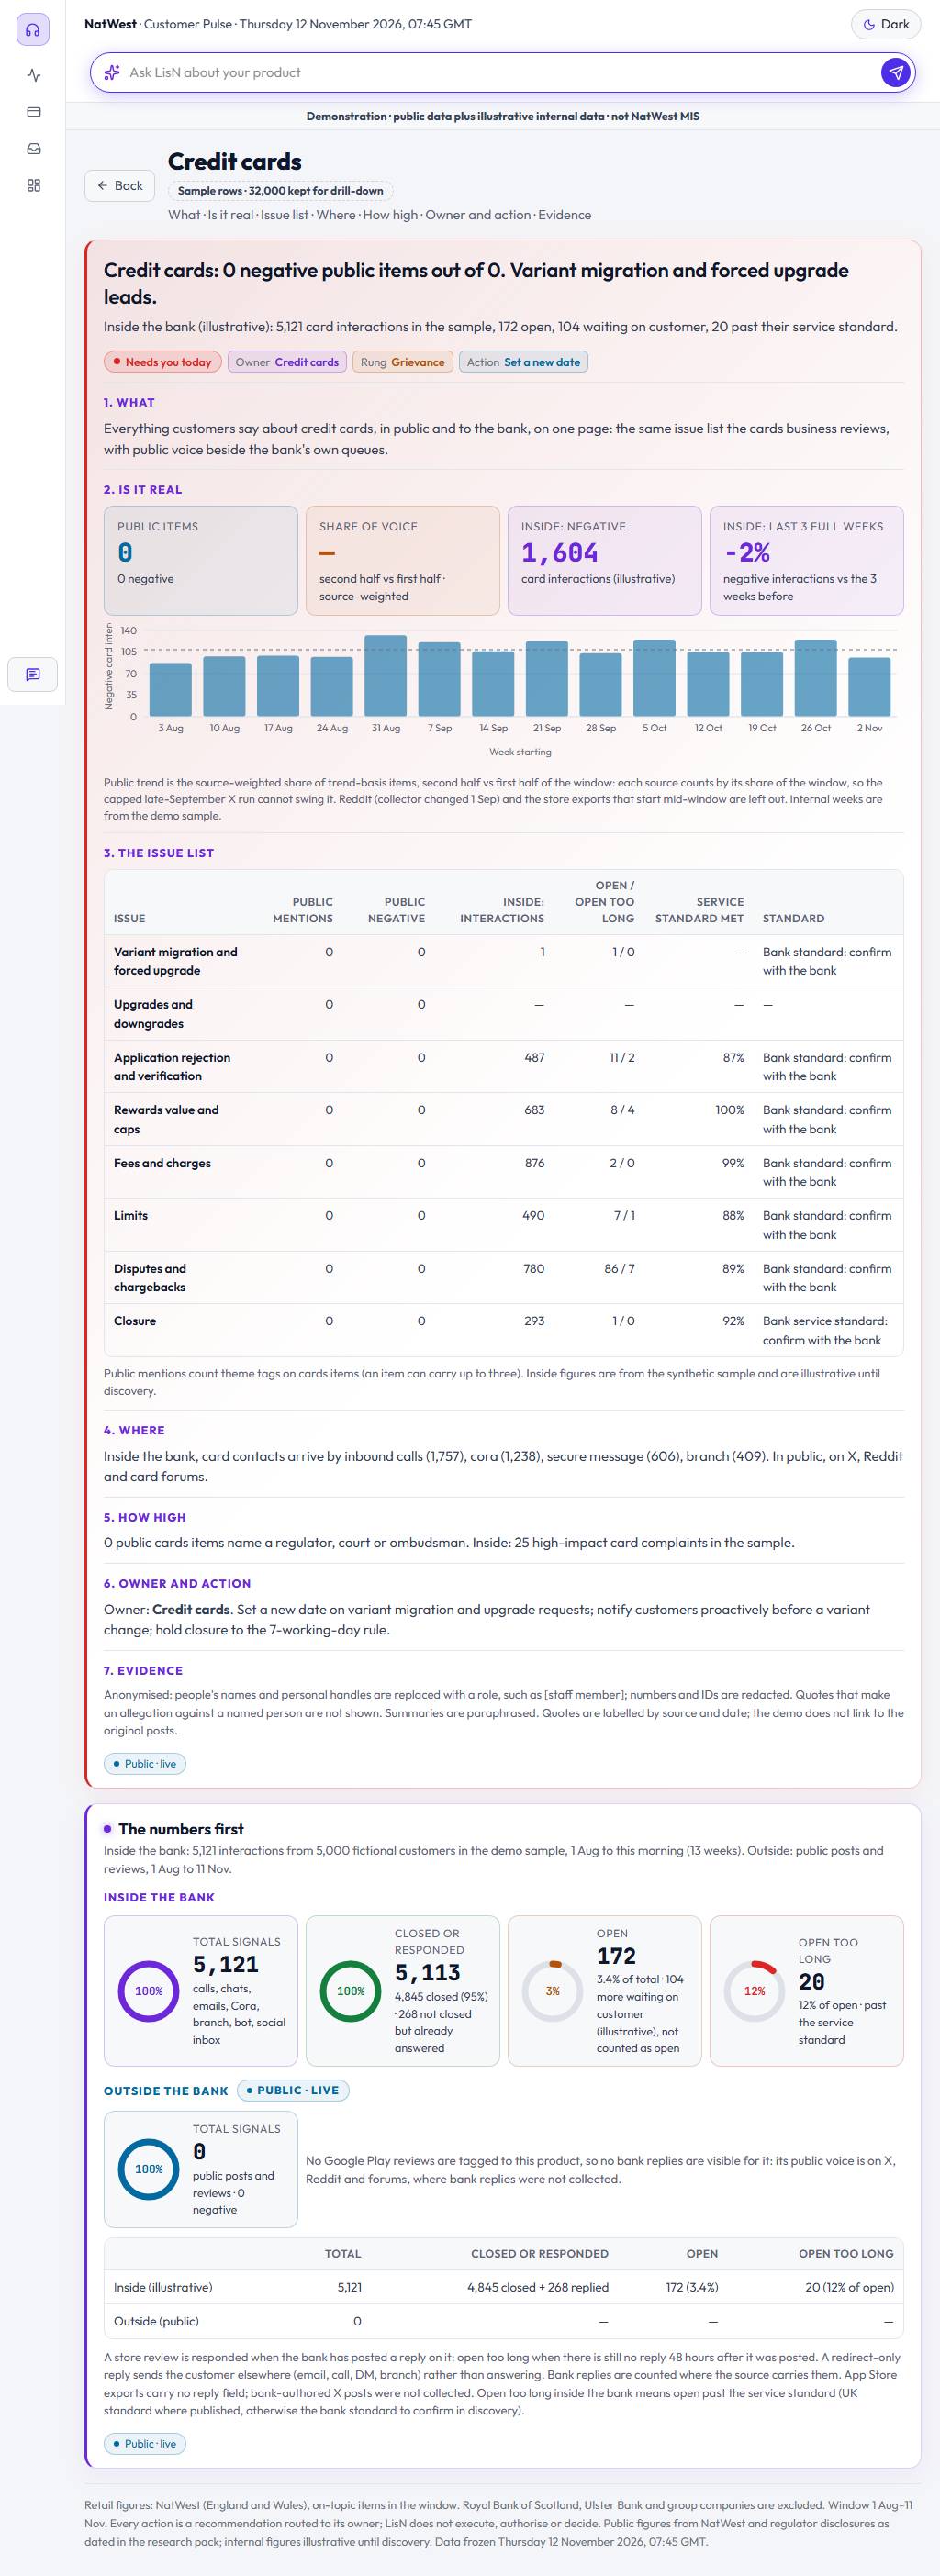 NatWest · Customer Pulse · Thursday 12 November 2026, 07:45 GMT
Dark
Ask LisN about your product
Demonstration · public data plus illustrative internal data · not NatWest MIS
Back
Credit cards
Sample rows · 32,000 kept for drill-down
What · Is it real · Issue list · Where · How high · Owner and action · Evidence
Credit cards: 0 negative public items out of 0. Variant migration and forced upgrade
leads.
Inside the bank (illustrative): 5,121 card interactions in the sample, 172 open, 104 waiting on customer, 20 past their service standard.
Needs you today
Owner Credit cards
Rung Grievance
Action Set a new date
1. WHAT
Everything customers say about credit cards, in public and to the bank, on one page: the same issue list the cards business reviews,
with public voice beside the bank's own queues.
2. IS IT REAL
PUBLIC ITEMS
0
0 negative
SHARE OF VOICE
—
second half vs first half ·
source-weighted
INSIDE: NEGATIVE
1,604
card interactions (illustrative)
INSIDE: LAST 3 FULL WEEKS
-2%
negative interactions vs the 3
weeks before
Negative card inter
140
105
70
35
0
3 Aug 10 Aug 17 Aug 24 Aug 31 Aug 7 Sep 14 Sep 21 Sep 28 Sep 5 Oct 12 Oct 19 Oct 26 Oct 2 Nov
Week starting
Public trend is the source-weighted share of trend-basis items, second half vs first half of the window: each source counts by its share of the window, so the
capped late-September X run cannot swing it. Reddit (collector changed 1 Sep) and the store exports that start mid-window are left out. Internal weeks are
from the demo sample.
3. THE ISSUE LIST
ISSUE
PUBLIC
MENTIONS
PUBLIC
NEGATIVE
INSIDE:
INTERACTIONS
OPEN /
OPEN TOO
LONG
SERVICE
STANDARD MET
STANDARD
Variant migration and
forced upgrade
0 0 1 1 / 0 —
Bank standard: confirm
with the bank
Upgrades and
downgrades
0 0 — — — —
Application rejection
and verification
0 0 487 11 / 2 87%
Bank standard: confirm
with the bank
Rewards value and
caps
0 0 683 8 / 4 100%
Bank standard: confirm
with the bank
Fees and charges
0 0 876 2 / 0 99%
Bank standard: confirm
with the bank
Limits
0 0 490 7 / 1 88%
Bank standard: confirm
with the bank
Disputes and
chargebacks
0 0 780 86 / 7 89%
Bank standard: confirm
with the bank
Closure
0 0 293 1 / 0 92%
Bank service standard:
confirm with the bank
Public mentions count theme tags on cards items (an item can carry up to three). Inside figures are from the synthetic sample and are illustrative until
discovery.
4. WHERE
Inside the bank, card contacts arrive by inbound calls (1,757), cora (1,238), secure message (606), branch (409). In public, on X, Reddit
and card forums.
5. HOW HIGH
0 public cards items name a regulator, court or ombudsman. Inside: 25 high-impact card complaints in the sample.
6. OWNER AND ACTION
Owner: Credit cards. Set a new date on variant migration and upgrade requests; notify customers proactively before a variant
change; hold closure to the 7-working-day rule.
7. EVIDENCE
Anonymised: people's names and personal handles are replaced with a role, such as [staff member]; numbers and IDs are redacted. Quotes that make
an allegation against a named person are not shown. Summaries are paraphrased. Quotes are labelled by source and date; the demo does not link to the
original posts.
Public · live
The numbers first
Inside the bank: 5,121 interactions from 5,000 fictional customers in the demo sample, 1 Aug to this morning (13 weeks). Outside: public posts and
reviews, 1 Aug to 11 Nov.
INSIDE THE BANK
100%
TOTAL SIGNALS
5,121
calls, chats,
emails, Cora,
branch, bot, social
inbox
100%
CLOSED OR
RESPONDED
5,113
4,845 closed (95%)
· 268 not closed
but already
answered
3%
OPEN
172
3.4% of total · 104
more waiting on
customer
(illustrative), not
counted as open
12%
OPEN TOO
LONG
20
12% of open · past
the service
standard
OUTSIDE THE BANK
PUBLIC · LIVE
100%
TOTAL SIGNALS
0
public posts and
reviews · 0
negative
No Google Play reviews are tagged to this product, so no bank replies are visible for it: its public voice is on X,
Reddit and forums, where bank replies were not collected.
TOTAL CLOSED OR RESPONDED OPEN OPEN TOO LONG
Inside (illustrative) 5,121 4,845 closed + 268 replied 172 (3.4%) 20 (12% of open)
Outside (public) 0 — — —
A store review is responded when the bank has posted a reply on it; open too long when there is still no reply 48 hours after it was posted. A redirect-only
reply sends the customer elsewhere (email, call, DM, branch) rather than answering. Bank replies are counted where the source carries them. App Store
exports carry no reply field; bank-authored X posts were not collected. Open too long inside the bank means open past the service standard (UK
standard where published, otherwise the bank standard to confirm in discovery).
Public · live
Retail figures: NatWest (England and Wales), on-topic items in the window. Royal Bank of Scotland, Ulster Bank and group companies are excluded. Window 1 Aug–11
Nov. Every action is a recommendation routed to its owner; LisN does not execute, authorise or decide. Public figures from NatWest and regulator disclosures as
dated in the research pack; internal figures illustrative until discovery. Data frozen Thursday 12 November 2026, 07:45 GMT.